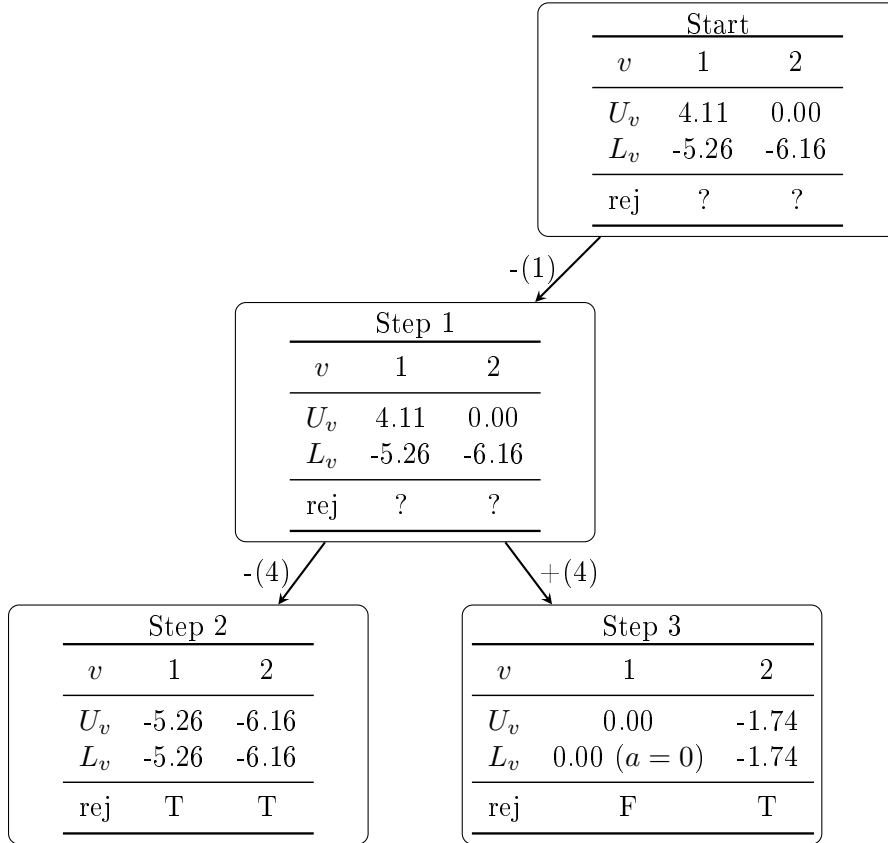 Start
v 1 2
U_v 4.11 0.00
L_v -5.26 -6.16
rej ? ?
-(1)
Step 1
v 1 2
U_v 4.11 0.00
L_v -5.26 -6.16
rej ? ?
-(4) +(4)
Step 2
v 1 2
U_v -5.26 -6.16
L_v -5.26 -6.16
rej T T
Step 3
v 1 2
U_v 0.00 -1.74
L_v 0.00 (a = 0) -1.74
rej F T